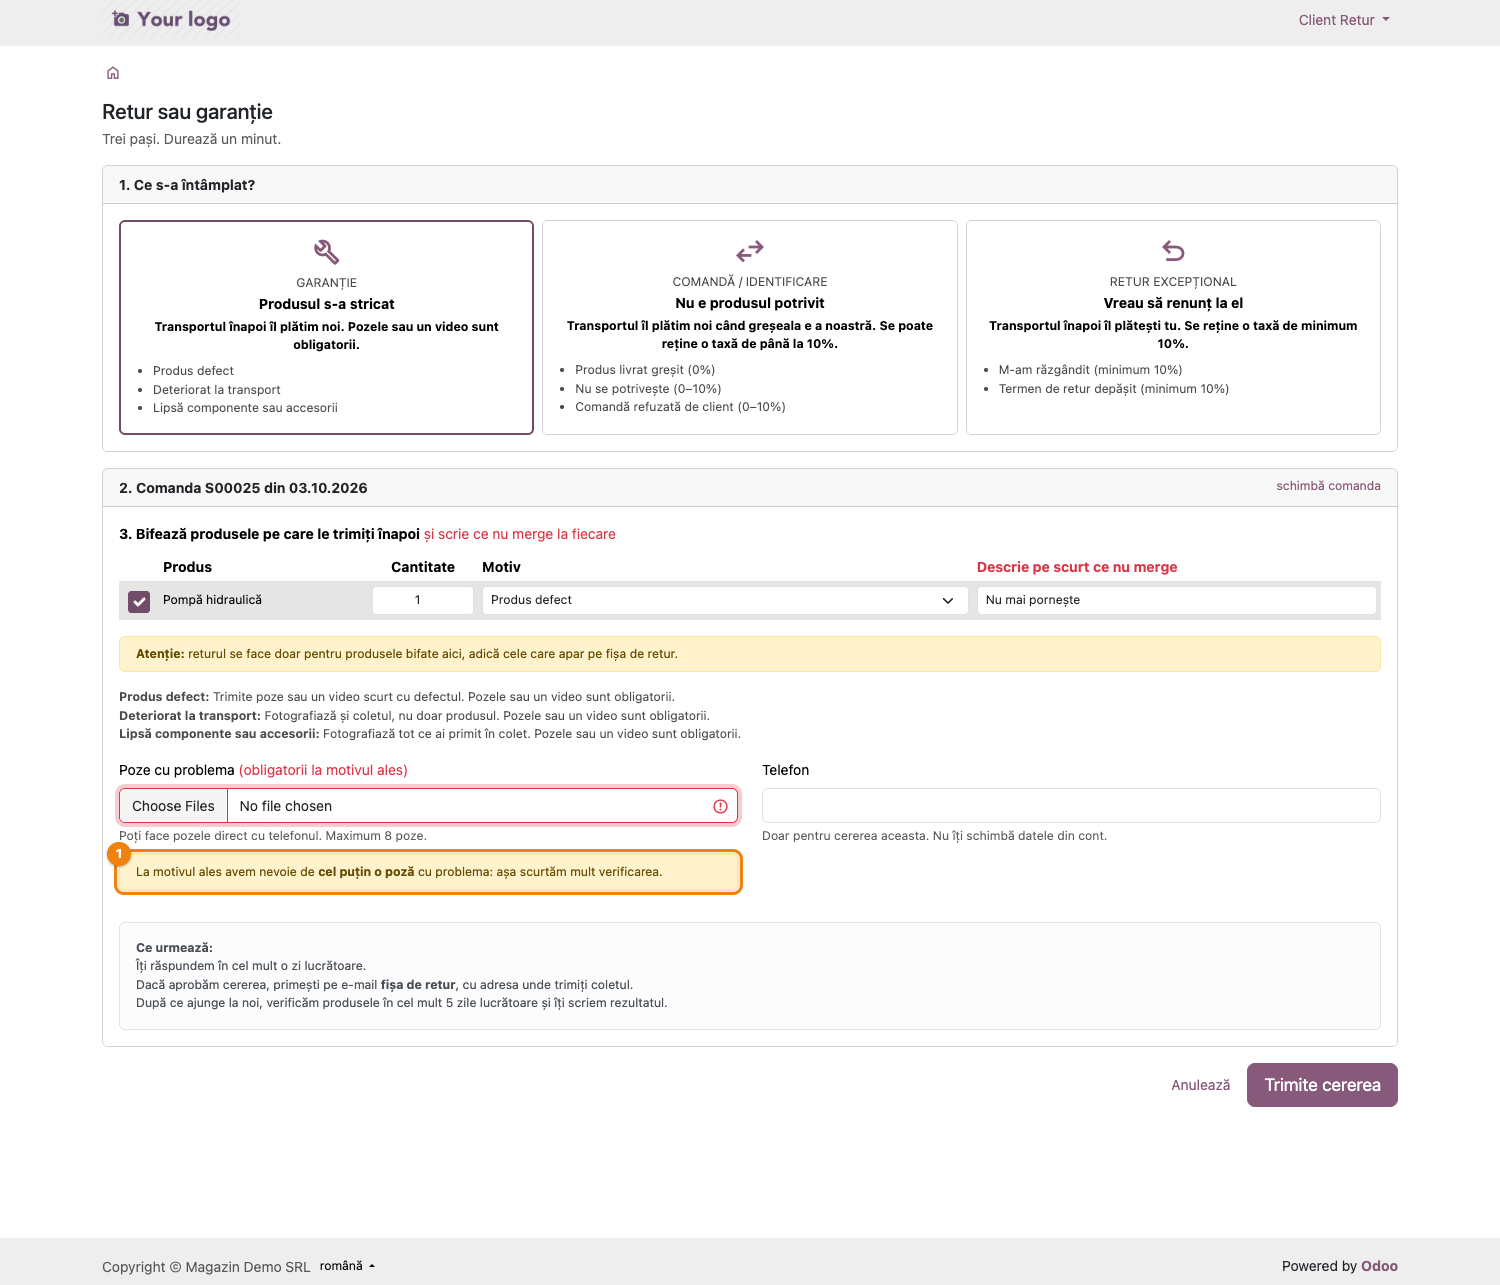 Your logo
Client Retur
Retur sau garanție
Trei pași. Durează un minut.
1. Ce s-a întâmplat?
GARANȚIE
Produsul s-a stricat
Transportul înapoi îl plătim noi. Pozele sau un video sunt
obligatorii.
Produs defect
Deteriorat la transport
Lipsă componente sau accesorii
COMANDĂ / IDENTIFICARE
Nu e produsul potrivit
Transportul îl plătim noi când greșeala e a noastră. Se poate
reține o taxă de până la 10%.
Produs livrat greșit (0%)
Nu se potrivește (0–10%)
Comandă refuzată de client (0–10%)
RETUR EXCEPȚIONAL
Vreau să renunț la el
Transportul înapoi îl plătești tu. Se reține o taxă de minimum
10%.
M-am răzgândit (minimum 10%)
Termen de retur depășit (minimum 10%)
2. Comanda S00025 din 03.10.2026
schimbă comanda
3. Bifează produsele pe care le trimiți înapoi și scrie ce nu merge la fiecare
Produs Cantitate Motiv Descrie pe scurt ce nu merge
Pompă hidraulică 1 Produs defect Nu mai pornește
Atenție: returul se face doar pentru produsele bifate aici, adică cele care apar pe fișa de retur.
Produs defect: Trimite poze sau un video scurt cu defectul. Pozele sau un video sunt obligatorii.
Deteriorat la transport: Fotografiază și coletul, nu doar produsul. Pozele sau un video sunt obligatorii.
Lipsă componente sau accesorii: Fotografiază tot ce ai primit în colet. Pozele sau un video sunt obligatorii.
Poze cu problema (obligatorii la motivul ales)
Choose Files No file chosen
Poți face pozele direct cu telefonul. Maximum 8 poze.
1
La motivul ales avem nevoie de cel puțin o poză cu problema: așa scurtăm mult verificarea.
Telefon
Doar pentru cererea aceasta. Nu îți schimbă datele din cont.
Ce urmează:
Îți răspundem în cel mult o zi lucrătoare.
Dacă aprobăm cererea, primești pe e-mail fișa de retur, cu adresa unde trimiți coletul.
După ce ajunge la noi, verificăm produsele în cel mult 5 zile lucrătoare și îți scriem rezultatul.
Anulează
Trimite cererea
Copyright © Magazin Demo SRL română
Powered by Odoo